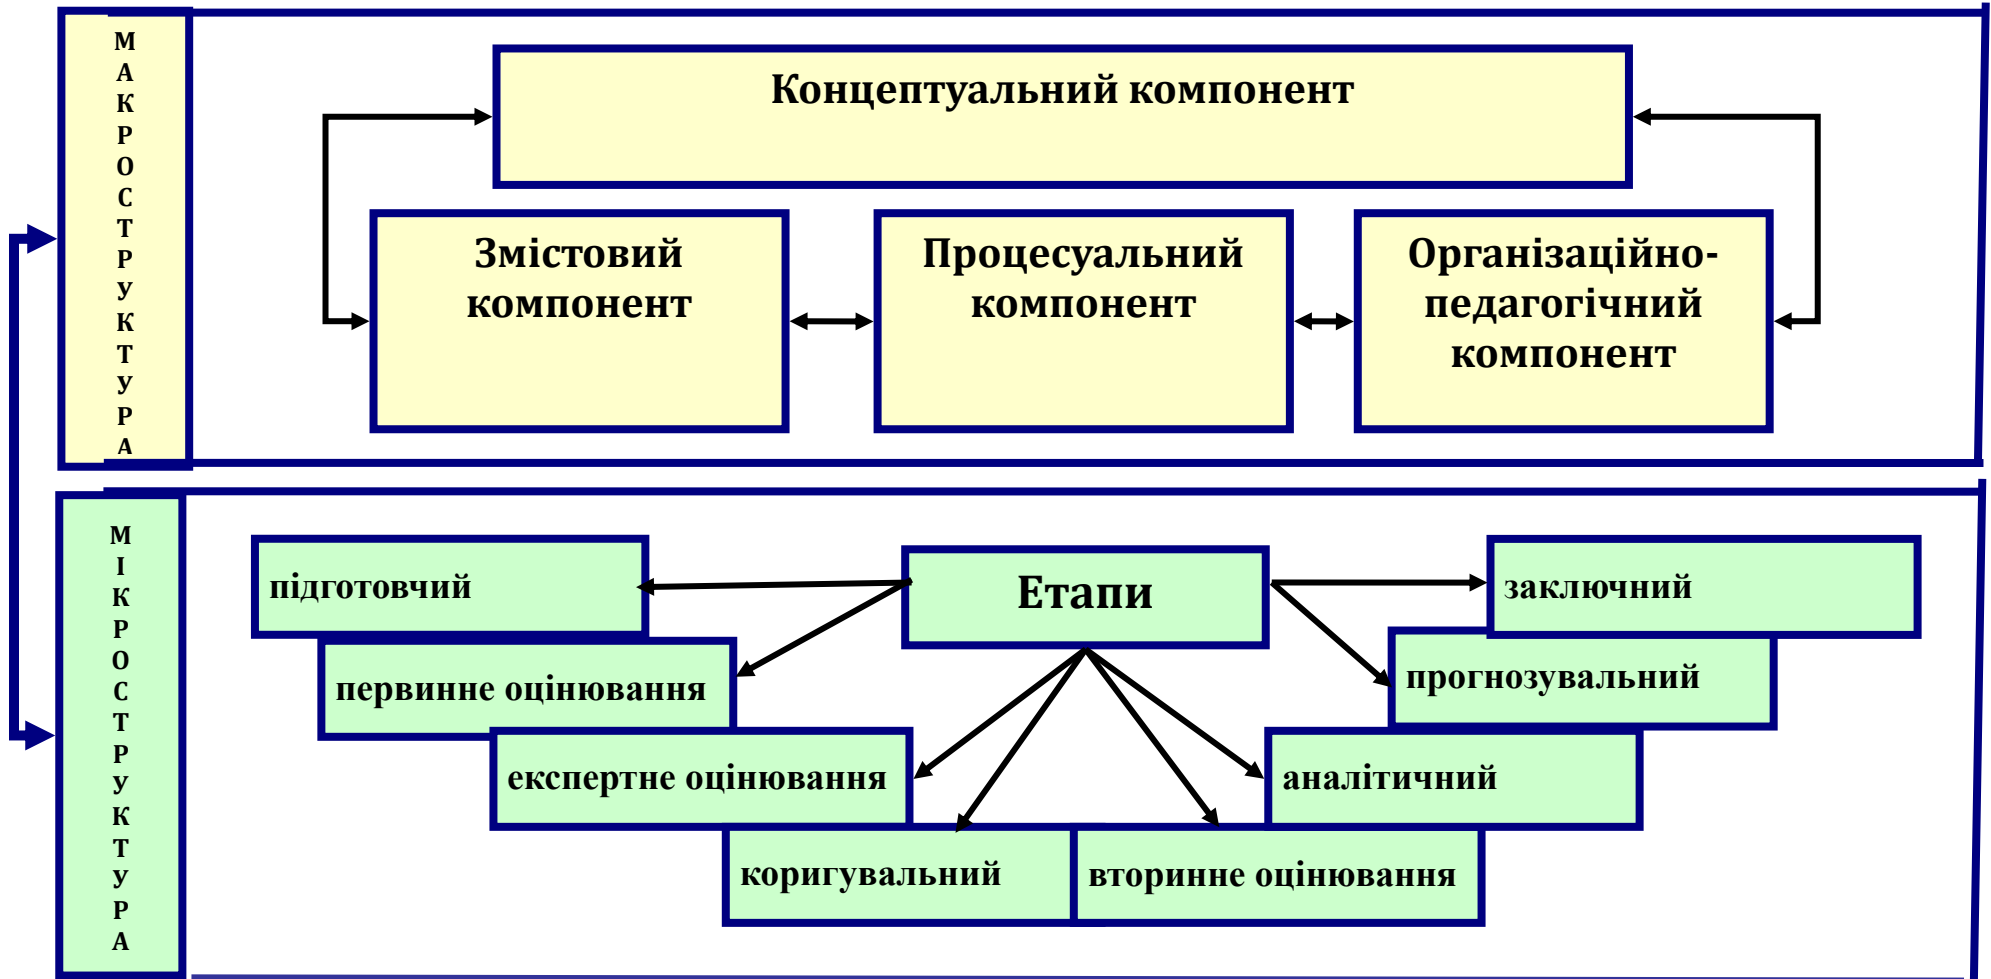 МАКРОСТРУКТУРА
Концептуальний компонент
Змістовий
компонент
Процесуальний
компонент
Організаційно-
педагогічний
компонент
МІКРОСТРУКТУРА
Етапи
підготовчий
первинне оцінювання
експертне оцінювання
коригувальний
вторинне оцінювання
аналітичний
прогнозувальний
заключний